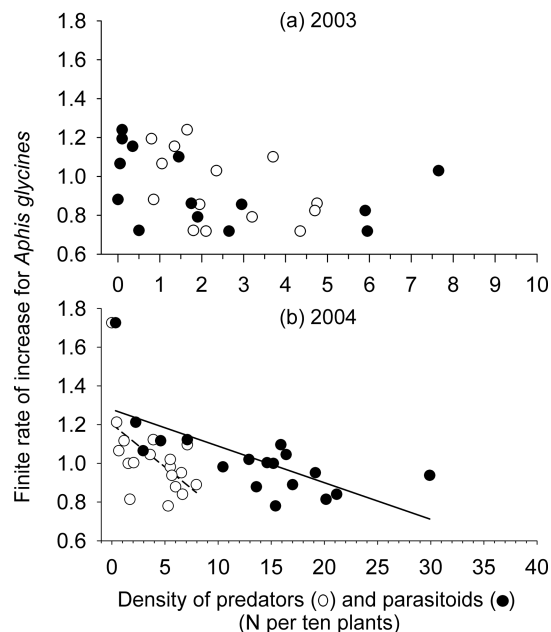 (a) 2003
1.8
1.6
1.4
1.2
1.0
0.8
0.6
0 1 2 3 4 5 6 7 8 9 10
Finite rate of increase for Aphis glycines
(b) 2004
1.8
1.6
1.4
1.2
1.0
0.8
0.6
0 5 10 15 20 25 30 35 40
Density of predators (○) and parasitoids (●)
(N per ten plants)